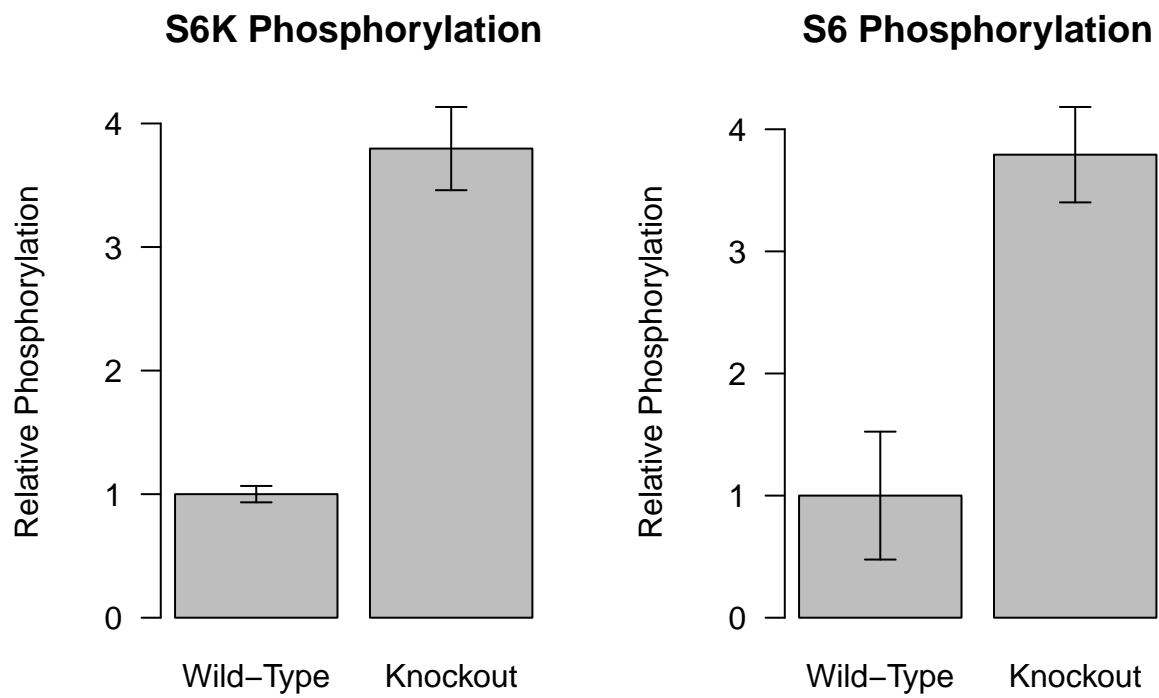 S6K Phosphorylation
Relative Phosphorylation
4
3
2
1
0
Wild−Type
Knockout
S6 Phosphorylation
Relative Phosphorylation
4
3
2
1
0
Wild−Type
Knockout